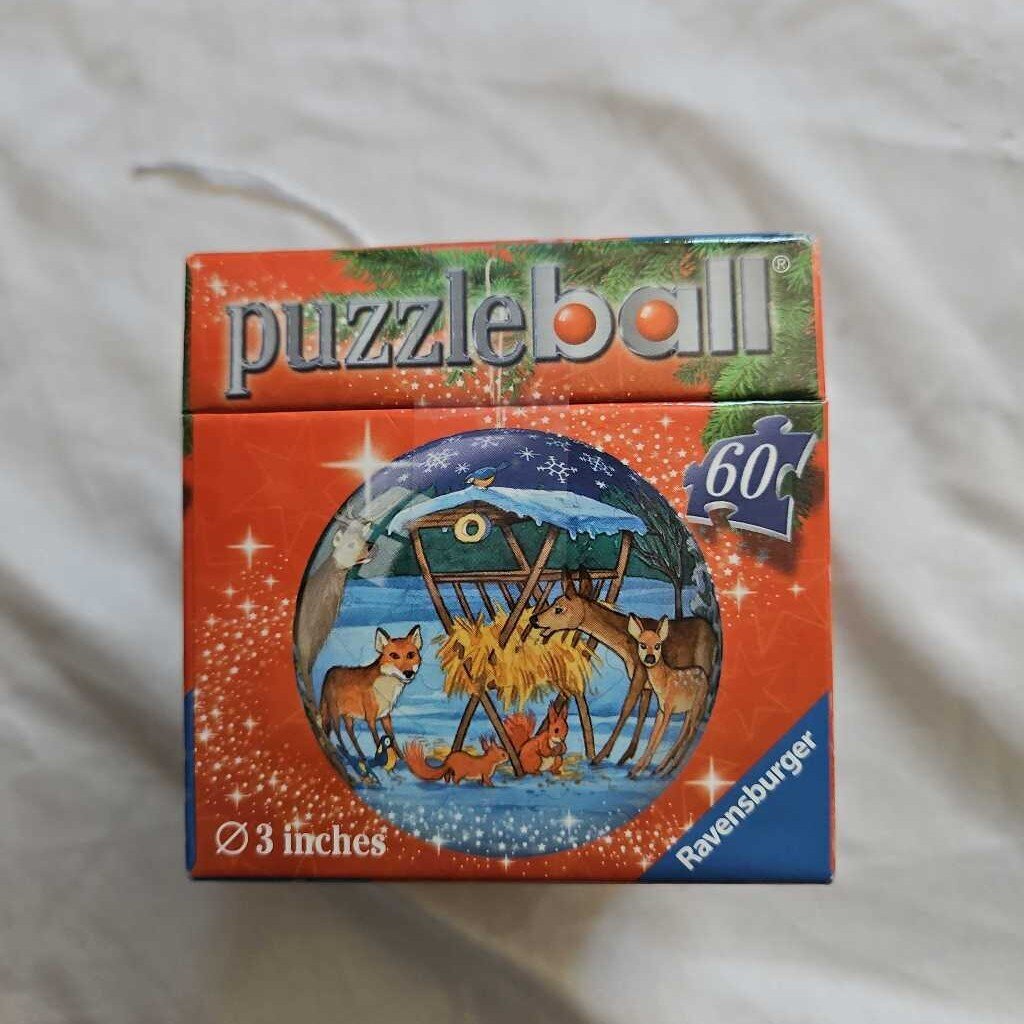 puzzleball®
60
Ø 3 inches
Ravensburger